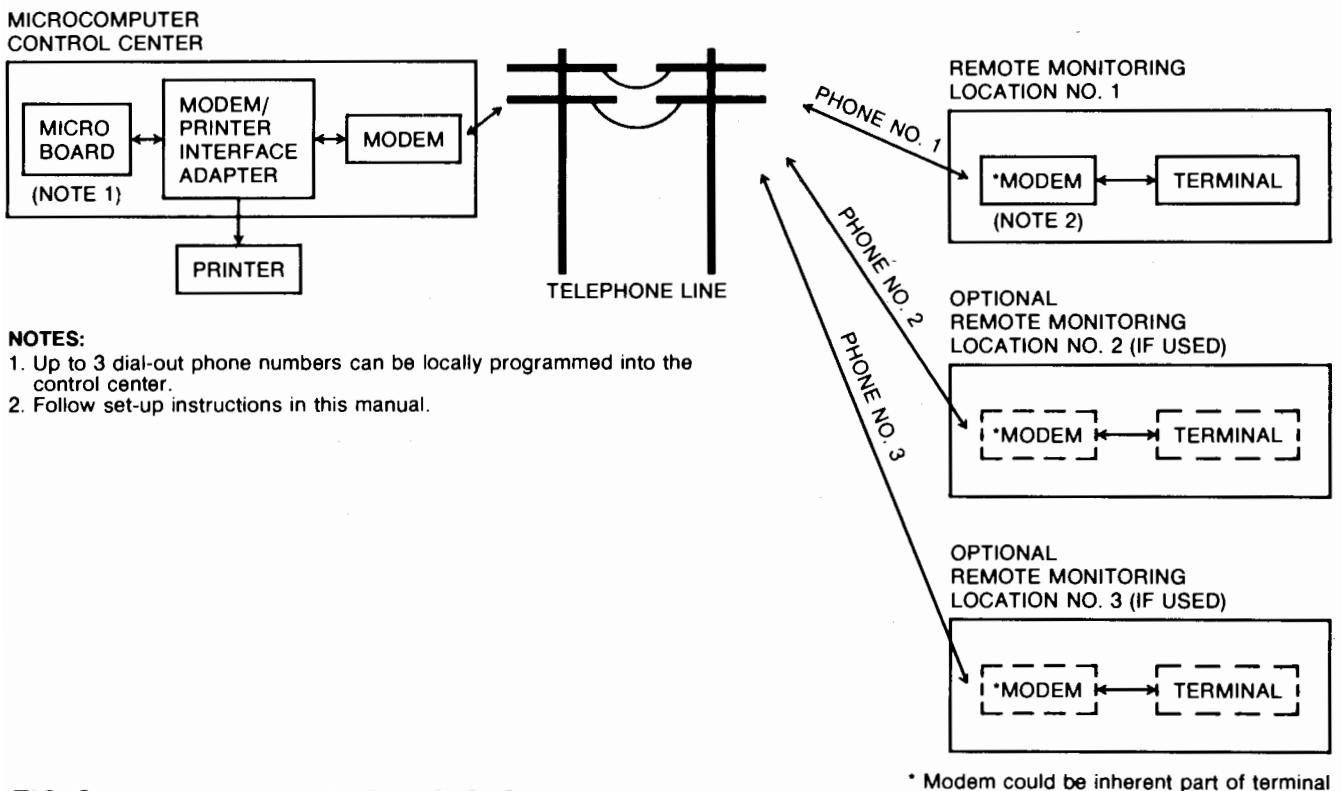 MICROCOMPUTER
CONTROL CENTER
MICRO
BOARD
(NOTE 1)
MODEM/
PRINTER
INTERFACE
ADAPTER
MODEM
PRINTER
TELEPHONE LINE
PHONE NO. 1
PHONE NO. 2
PHONE NO. 3
REMOTE MONITORING
LOCATION NO. 1
*MODEM
(NOTE 2)
TERMINAL
OPTIONAL
REMOTE MONITORING
LOCATION NO. 2 (IF USED)
*MODEM
TERMINAL
OPTIONAL
REMOTE MONITORING
LOCATION NO. 3 (IF USED)
*MODEM
TERMINAL
* Modem could be inherent part of terminal
NOTES:
1. Up to 3 dial-out phone numbers can be locally programmed into the
control center.
2. Follow set-up instructions in this manual.